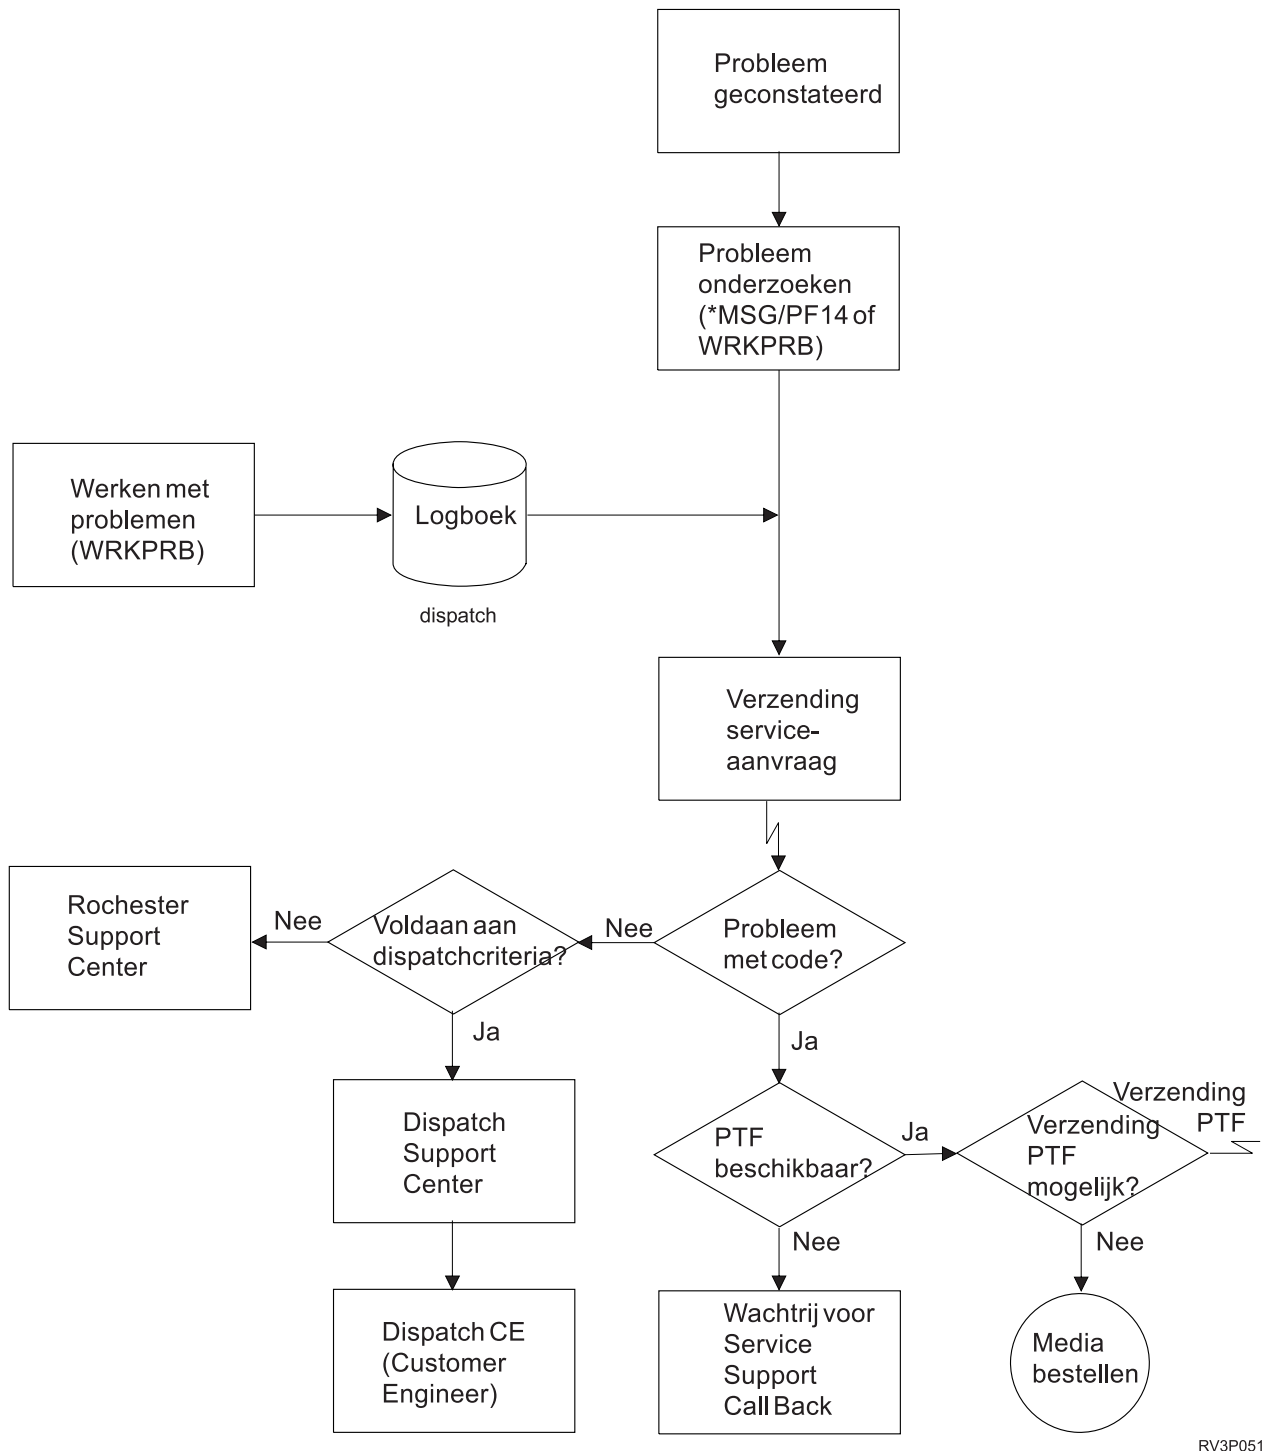 Probleem
geconstateerd
Probleem
onderzoeken
(*MSG/PF14 of
WRKPRB)
Werken met
problemen
(WRKPRB)
Logboek
dispatch
Verzending
service-
aanvraag
Rochester
Support
Center
Nee
Voldaan aan
dispatchcriteria?
Nee
Probleem
met code?
Ja
Ja
Dispatch
Support
Center
PTF
beschikbaar?
Ja
Verzending
PTF
mogelijk?
Verzending
PTF
Nee
Nee
Dispatch CE
(Customer
Engineer)
Wachtrij voor
Service
Support
Call Back
Media
bestellen
RV3P051